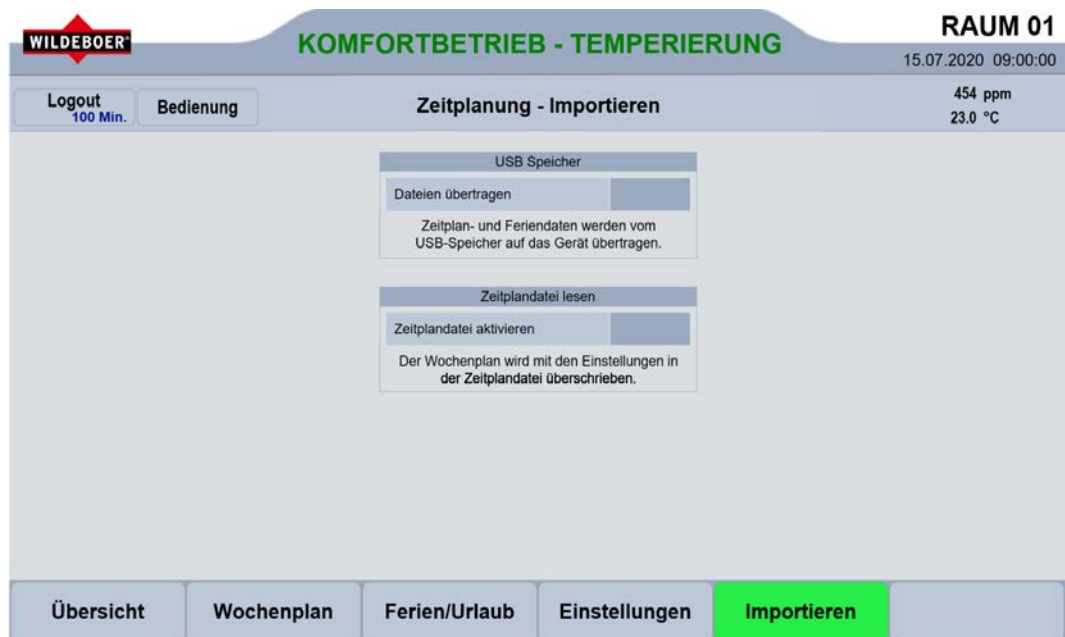 WILDEBOER®
KOMFORTBETRIEB - TEMPERIERUNG
RAUM 01
15.07.2020 09:00:00
Logout
100 Min.
Bedienung
Zeitplanung - Importieren
454 ppm
23.0 °C
USB Speicher
Dateien übertragen
Zeitplan- und Feriendaten werden vom
USB-Speicher auf das Gerät übertragen.
Zeitplandatei lesen
Zeitplandatei aktivieren
Der Wochenplan wird mit den Einstellungen in
der Zeitplandatei überschrieben.
Übersicht
Wochenplan
Ferien/Urlaub
Einstellungen
Importieren